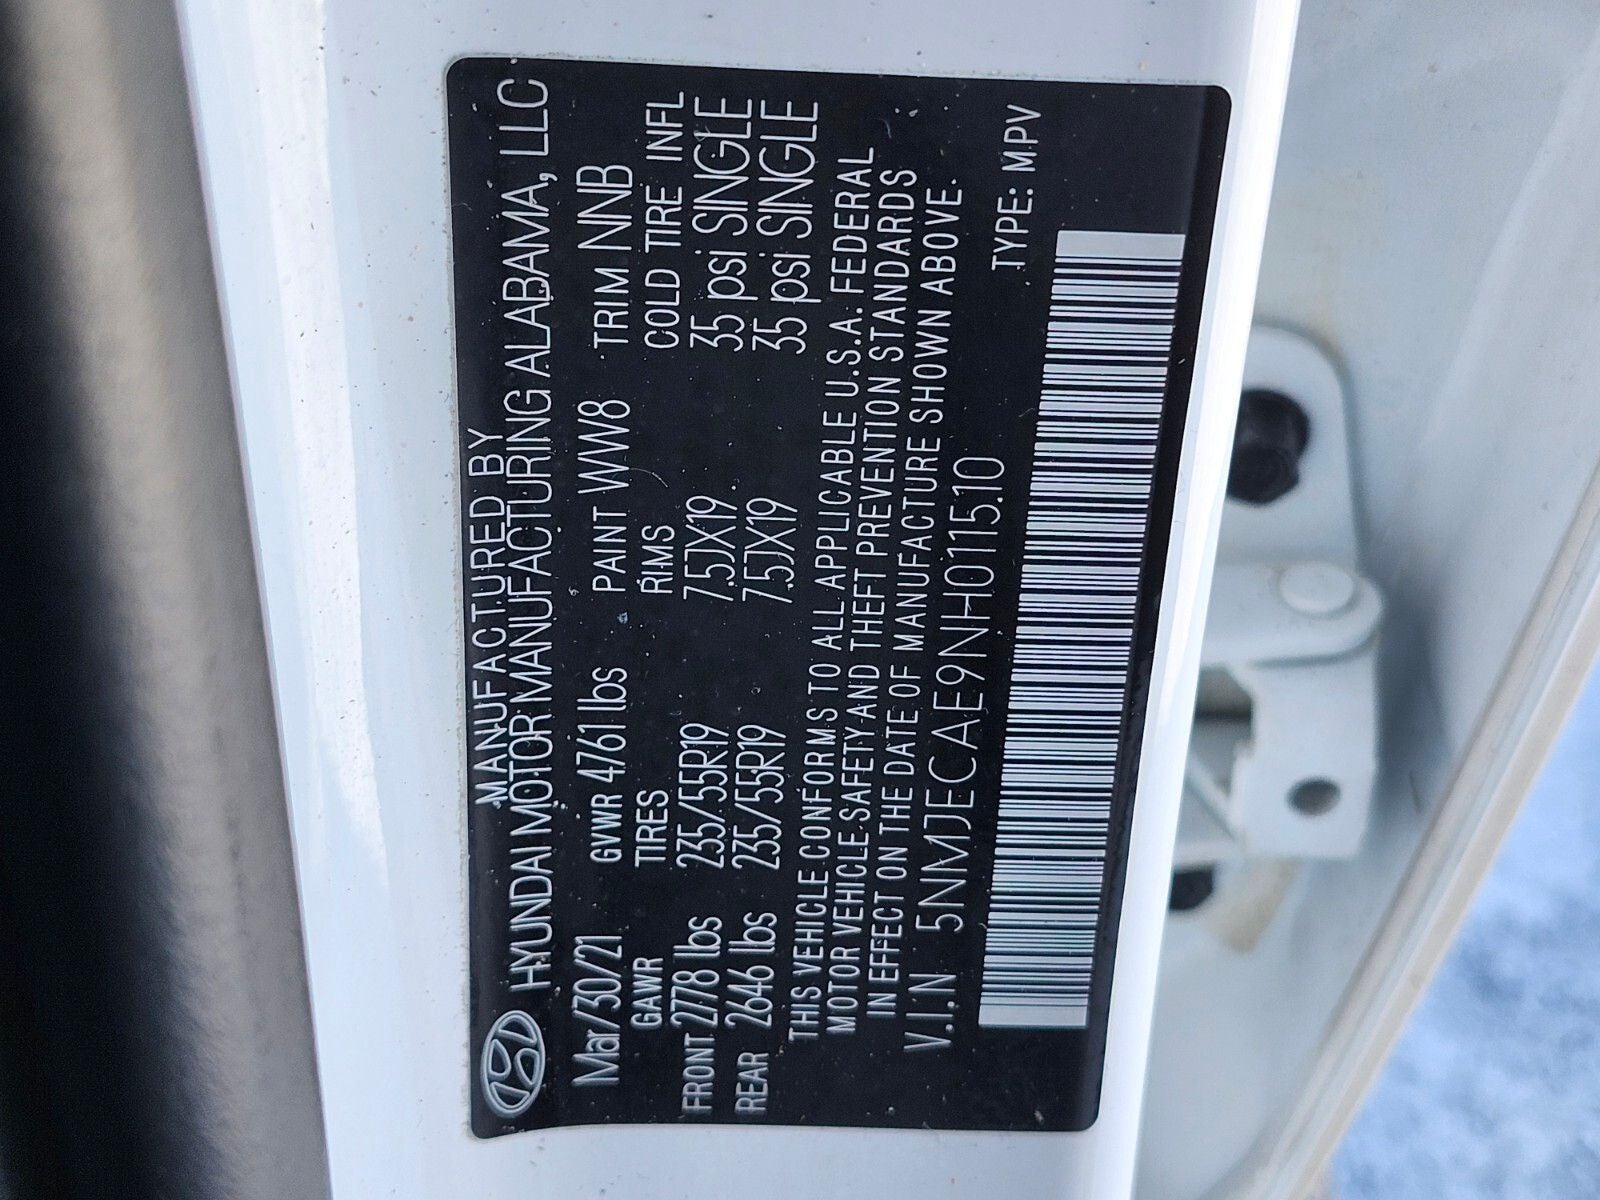 MANUFACTURED BY
HYUNDAI MOTOR MANUFACTURING ALABAMA, LLC
Mar/30/21 GVWR 4761 lbs PAINT WW8 TRIM NNB
GAWR TIRES RIMS COLD TIRE INFL
FRONT 2778 lbs 235/55R19 7.5JX19 35 psi SINGLE
REAR 2646 lbs 235/55R19 7.5JX19 35 psi SINGLE
THIS VEHICLE CONFORMS TO ALL APPLICABLE U.S.A. FEDERAL
MOTOR VEHICLE SAFETY AND THEFT PREVENTION STANDARDS
IN EFFECT ON THE DATE OF MANUFACTURE SHOWN ABOVE.
V.I.N 5NMJECAE9NH011510
TYPE: MPV